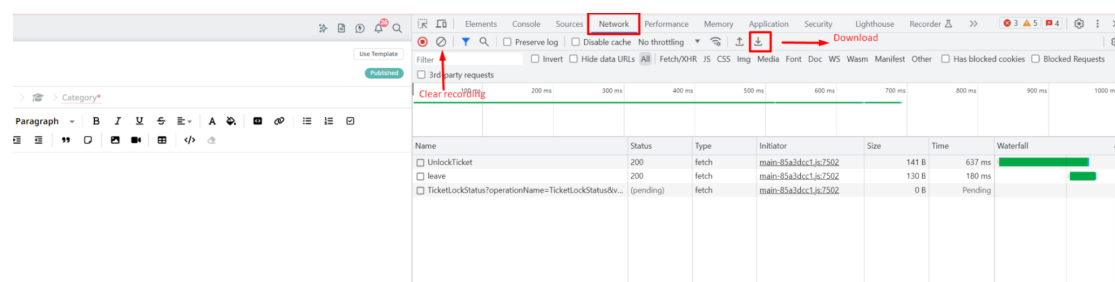 Elements Console Sources Network Performance Memory Application Security Lighthouse Recorder >> 3 5 4
Preserve log Disable cache No throttling Download
Use Template
Filter Invert Hide data URLs All Fetch/XHR JS CSS Img Media Font Doc WS Wasm Manifest Other Has blocked cookies Blocked Requests
Published
3rd-party requests
Clear recording
100 ms 200 ms 300 ms 400 ms 500 ms 600 ms 700 ms 800 ms 900 ms 1000 m
> > Category*
Paragraph B I U S A
Name Status Type Initiator Size Time Waterfall
UnlockTicket 200 fetch main-85a3dcc1.js:7502 141 B 637 ms
leave 200 fetch main-85a3dcc1.js:7502 130 B 180 ms
TicketLockStatus?operationName=TicketLockStatus&v... (pending) fetch main-85a3dcc1.js:7502 0 B Pending